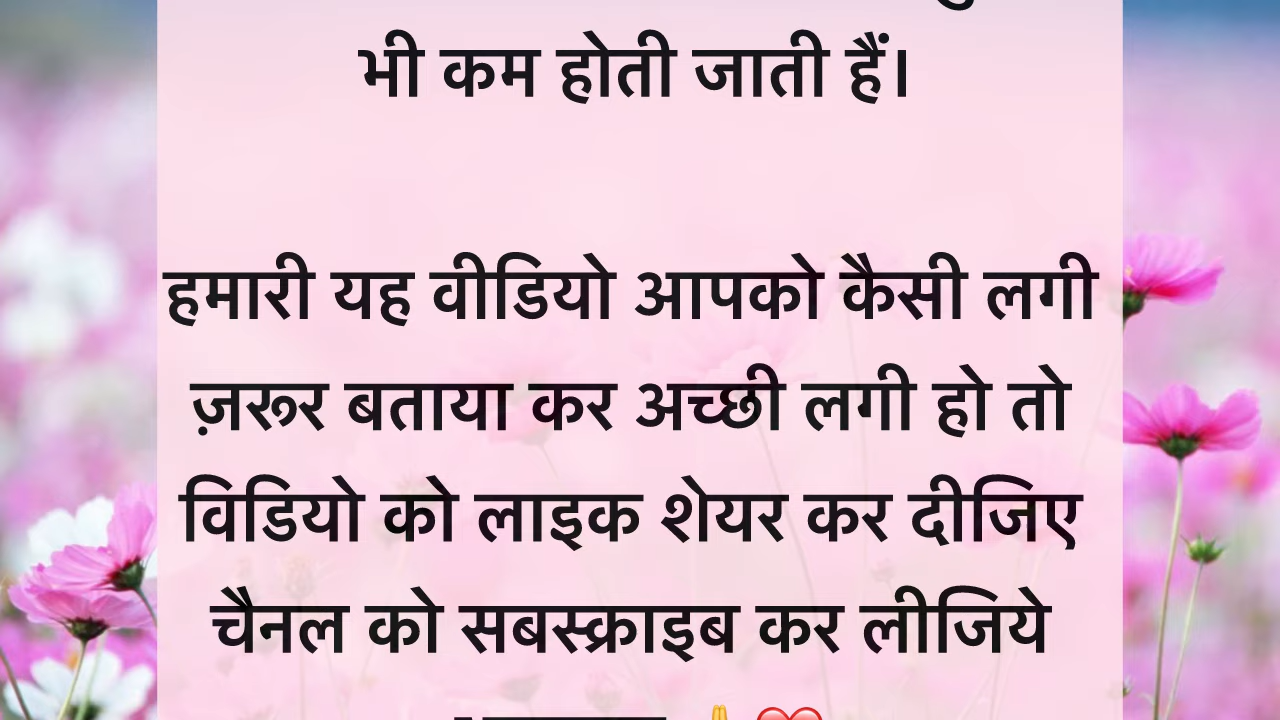 भी कम होती जाती हैं।
हमारी यह वीडियो आपको कैसी लगी
ज़रूर बताया कर अच्छी लगी हो तो
विडियो को लाइक शेयर कर दीजिए
चैनल को सबस्क्राइब कर लीजिये
🙏❤️